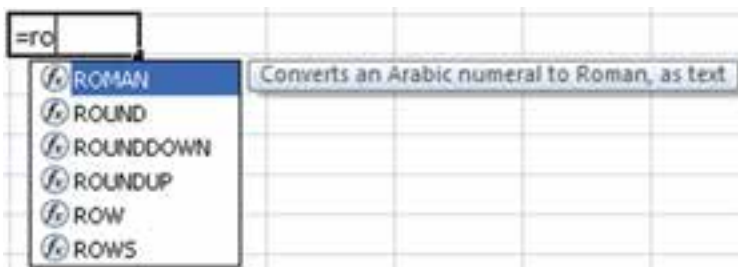 =ro
ROMAN
Converts an Arabic numeral to Roman, as text
ROUND
ROUNDDOWN
ROUNDUP
ROW
ROWS